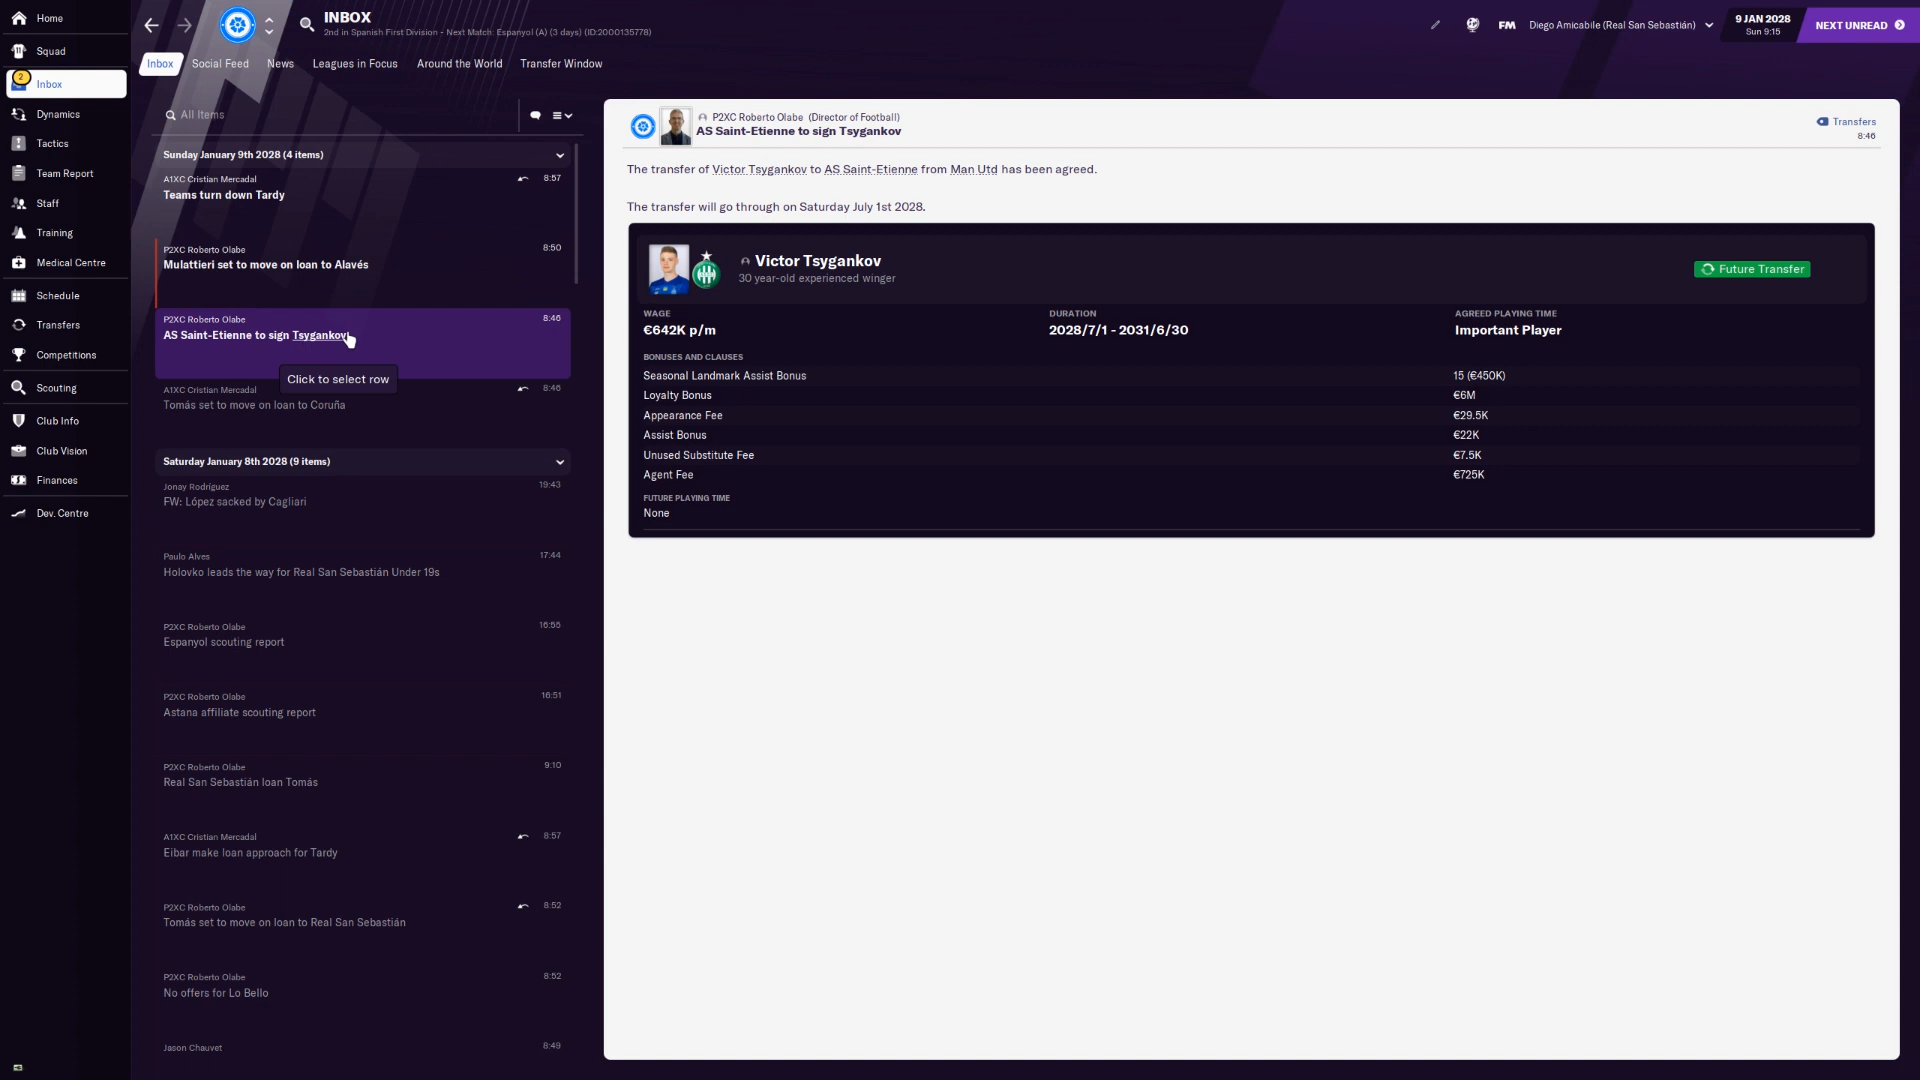 Home
Squad
2
Inbox
Dynamics
Tactics
Team Report
Staff
Training
Medical Centre
Schedule
Transfers
Competitions
Scouting
Club Info
Club Vision
Finances
Dev. Centre
INBOX
2nd in Spanish First Division - Next Match: Espanyol (A) (3 days) (ID:2000135778)
FM
Diego Amicabile (Real San Sebastián)
9 JAN 2028
Sun 9:15
NEXT UNREAD
Inbox
Social Feed
News
Leagues in Focus
Around the World
Transfer Window
All Items
Sunday January 9th 2028 (4 items)
A1XC Cristian Mercadal
8:57
Teams turn down Tardy
P2XC Roberto Olabe
8:50
Mulattieri set to move on loan to Alavés
P2XC Roberto Olabe
8:46
AS Saint-Etienne to sign Tsygankov
Click to select row
A1XC Cristian Mercadal
8:46
Tomás set to move on loan to Coruña
Saturday January 8th 2028 (9 items)
Jonay Rodríguez
19:43
FW: López sacked by Cagliari
Paulo Alves
17:44
Holovko leads the way for Real San Sebastián Under 19s
P2XC Roberto Olabe
16:55
Espanyol scouting report
P2XC Roberto Olabe
16:51
Astana affiliate scouting report
P2XC Roberto Olabe
9:10
Real San Sebastián loan Tomás
A1XC Cristian Mercadal
8:57
Eibar make loan approach for Tardy
P2XC Roberto Olabe
8:52
Tomás set to move on loan to Real San Sebastián
P2XC Roberto Olabe
8:52
No offers for Lo Bello
Jason Chauvet
8:49
P2XC Roberto Olabe (Director of Football)
AS Saint-Etienne to sign Tsygankov
Transfers
8:46
The transfer of Victor Tsygankov to AS Saint-Etienne from Man Utd has been agreed.
The transfer will go through on Saturday July 1st 2028.
Victor Tsygankov
30 year-old experienced winger
Future Transfer
WAGE
€642K p/m
DURATION
2028/7/1 - 2031/6/30
AGREED PLAYING TIME
Important Player
BONUSES AND CLAUSES
Seasonal Landmark Assist Bonus
15 (€450K)
Loyalty Bonus
€6M
Appearance Fee
€29.5K
Assist Bonus
€22K
Unused Substitute Fee
€7.5K
Agent Fee
€725K
FUTURE PLAYING TIME
None